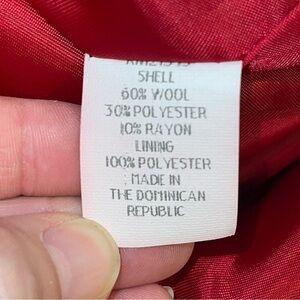 SHELL
60% WOOL
30% POLYESTER
10% RAYON
LINING
100% POLYESTER
MADE IN
THE DOMINICAN
REPUBLIC